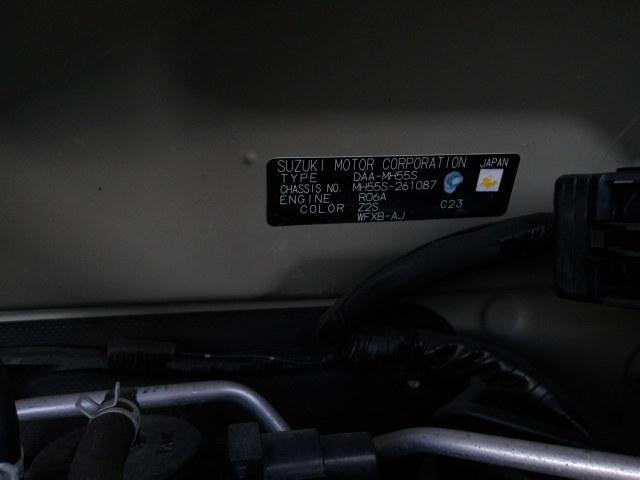 SUZUKI MOTOR CORPORATION JAPAN
TYPE DAA-MH55S
CHASSIS NO. MH55S-261087
ENGINE R06A
COLOR Z2S C23
WFXB-AJ